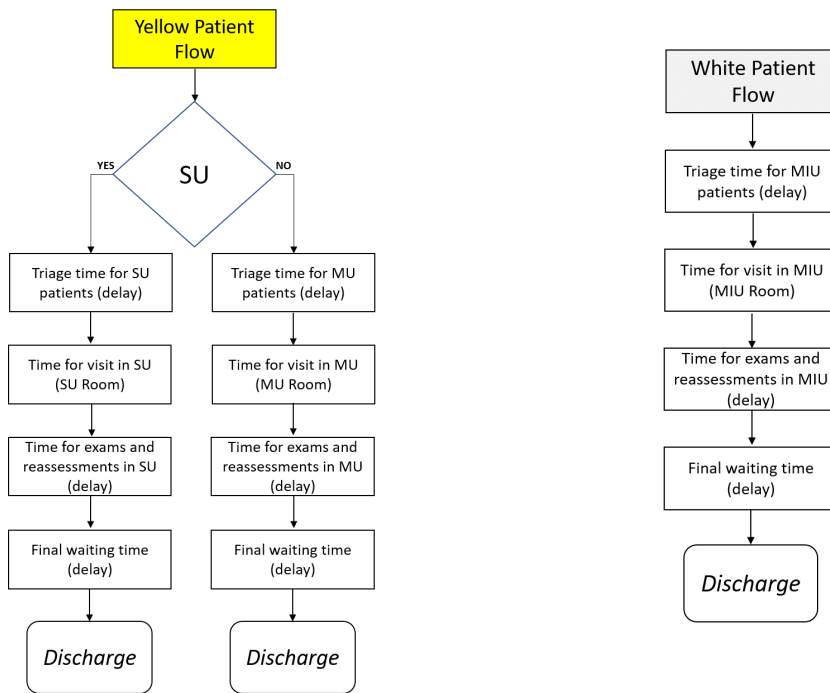 Yellow Patient
Flow
YES
SU
NO
Triage time for SU
patients (delay)
Triage time for MU
patients (delay)
Time for visit in SU
(SU Room)
Time for visit in MU
(MU Room)
Time for exams and
reassessments in SU
(delay)
Time for exams and
reassessments in MU
(delay)
Final waiting time
(delay)
Final waiting time
(delay)
Discharge
Discharge
White Patient
Flow
Triage time for MIU
patients (delay)
Time for visit in MIU
(MIU Room)
Time for exams and
reassessments in MIU
(delay)
Final waiting time
(delay)
Discharge